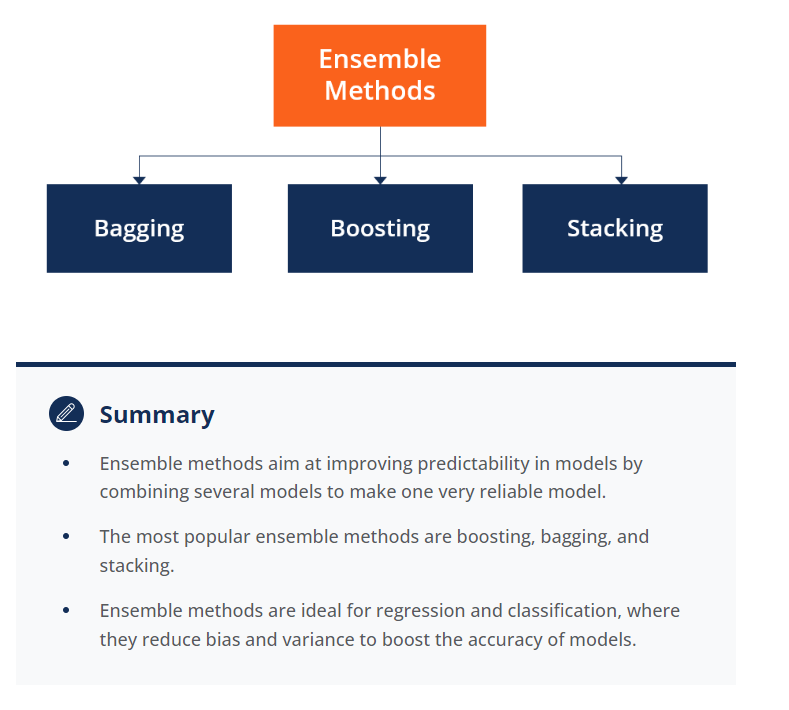 Ensemble
Methods
Bagging
Boosting
Stacking
Summary
Ensemble methods aim at improving predictability in models by
combining several models to make one very reliable model.
The most popular ensemble methods are boosting, bagging, and
stacking.
Ensemble methods are ideal for regression and classification, where
they reduce bias and variance to boost the accuracy of models.